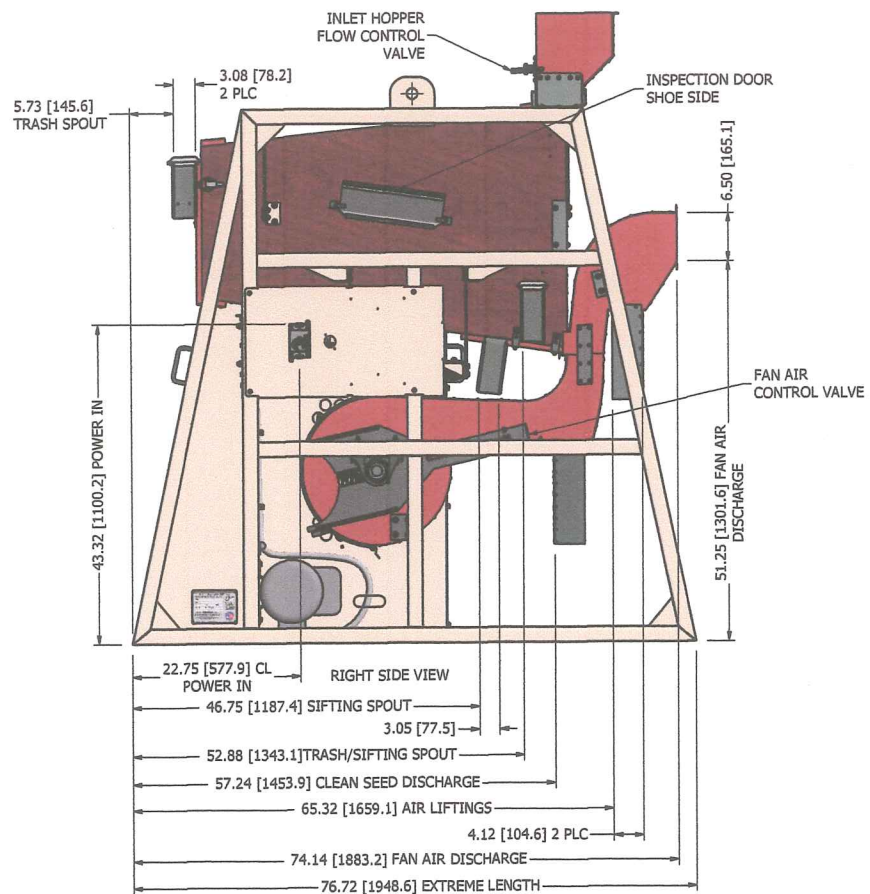 INLET HOPPER
FLOW CONTROL
VALVE
3.08 [78.2]
2 PLC
5.73 [145.6]
TRASH SPOUT
INSPECTION DOOR
SHOE SIDE
6.50 [165.1]
FAN AIR
CONTROL VALVE
43.32 [1100.2] POWER IN
51.25 [1301.6] FAN AIR
DISCHARGE
22.75 [577.9] CL
POWER IN
RIGHT SIDE VIEW
46.75 [1187.4] SIFTING SPOUT
3.05 [77.5]
52.88 [1343.1]TRASH/SIFTING SPOUT
57.24 [1453.9] CLEAN SEED DISCHARGE
65.32 [1659.1] AIR LIFTINGS
4.12 [104.6] 2 PLC
74.14 [1883.2] FAN AIR DISCHARGE
76.72 [1948.6] EXTREME LENGTH